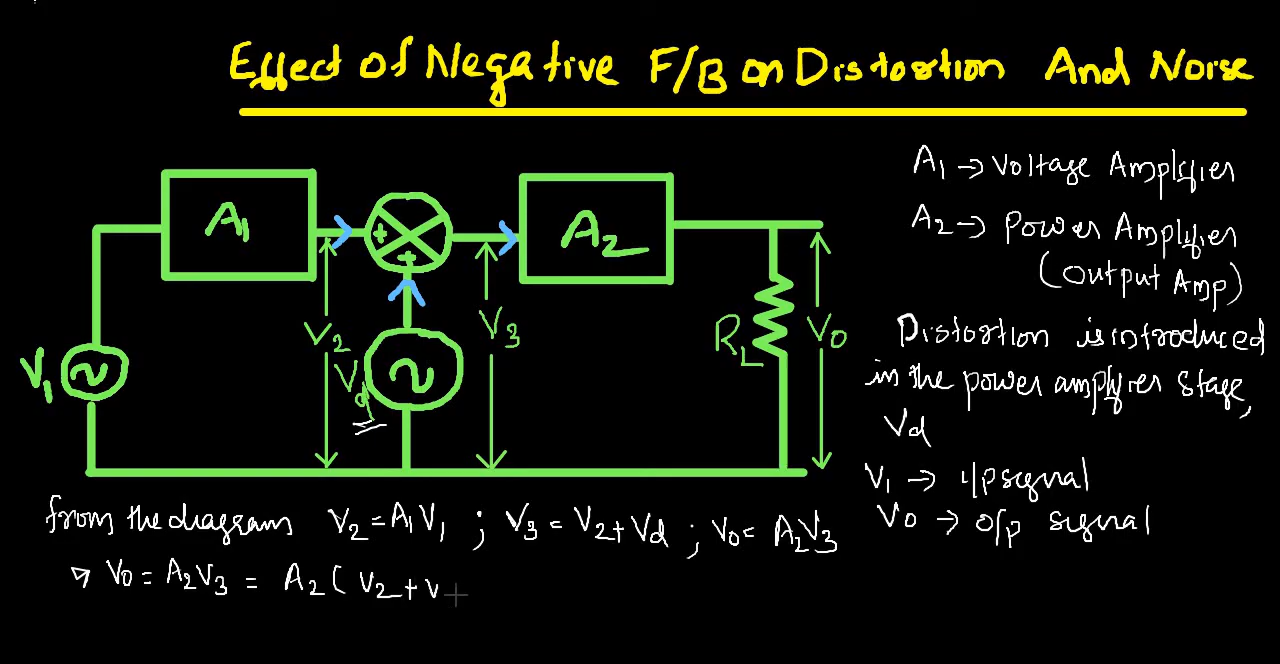 Effect of Negative F/B on Distortion And Noise
A1 → Voltage Amplifier
A2 → Power Amplifier
(Output Amp)
Distortion is introduced
in the power amplifier stage,
Vd
V1 → i/p signal
Vo → o/p signal
A1
+
+
A2
V1
V2
Vd
V3
RL
Vo
from the diagram V2 = A1V1 ; V3 = V2 + Vd ; Vo = A2V3
Vo = A2V3 = A2 ( V2 + V